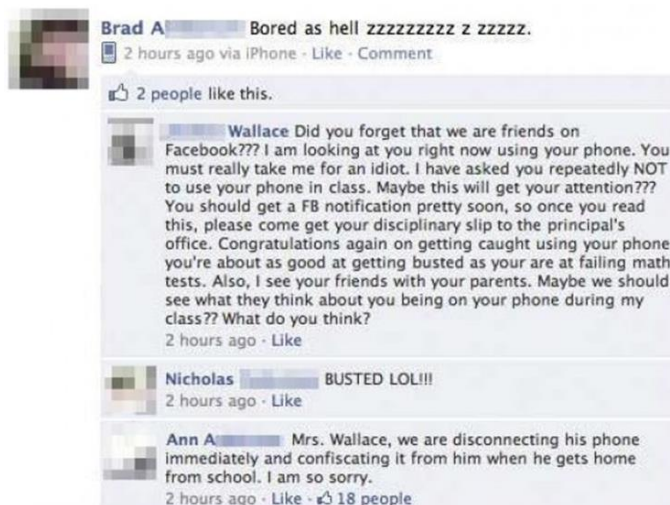 Brad A Bored as hell zzzzzzzzz z zzzzz.
2 hours ago via iPhone · Like · Comment
2 people like this.
Wallace Did you forget that we are friends on
Facebook??? I am looking at you right now using your phone. You
must really take me for an idiot. I have asked you repeatedly NOT
to use your phone in class. Maybe this will get your attention???
You should get a FB notification pretty soon, so once you read
this, please come get your disciplinary slip to the principal's
office. Congratulations again on getting caught using your phone
you're about as good at getting busted as your are at failing math
tests. Also, I see your friends with your parents. Maybe we should
see what they think about you being on your phone during my
class?? What do you think?
2 hours ago · Like
Nicholas BUSTED LOL!!!
2 hours ago · Like
Ann A Mrs. Wallace, we are disconnecting his phone
immediately and confiscating it from him when he gets home
from school. I am so sorry.
2 hours ago · Like · 18 people